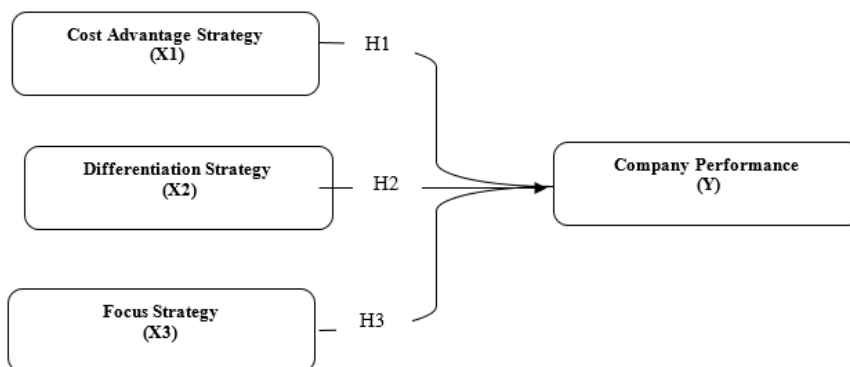 Cost Advantage Strategy
(X1)
H1
Differentiation Strategy
(X2)
H2
Company Performance
(Y)
Focus Strategy
(X3)
H3